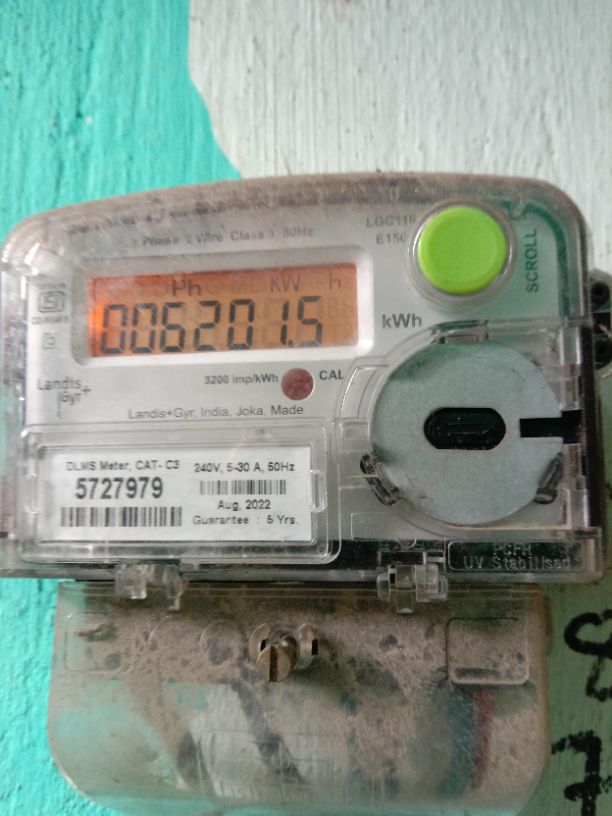 1 Phase 2 Wire Class 1 50Hz
LGC110
E150
SCROLL
Ph KW h
006201.5
kWh
3200 imp/kWh
CAL
Landis+
Gyr+
Landis+Gyr, India, Joka, Made
DLMS Meter, CAT- C3
5727979
240V, 5-30 A, 50Hz
Aug, 2022
Guarantee : 5 Yrs.
UV Stabilised